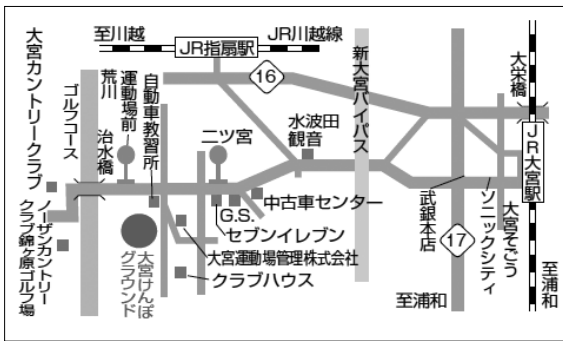 至川越
JR川越線
JR指扇駅
16
大宮カントリークラブ
ゴルフコース
荒川
治水橋
運動場前
自動車教習所
二ツ宮
水波田
観音
新大宮バイパス
大栄橋
JR大宮駅
中古車センター
G.S.
セブンイレブン
大宮運動場管理株式会社
クラブハウス
大宮けんぽ
グラウンド
ノーザンカントリー
クラブ錦ヶ原ゴルフ場
武銀本店
17
ソニックシティ
大宮そごう
至浦和
至浦和